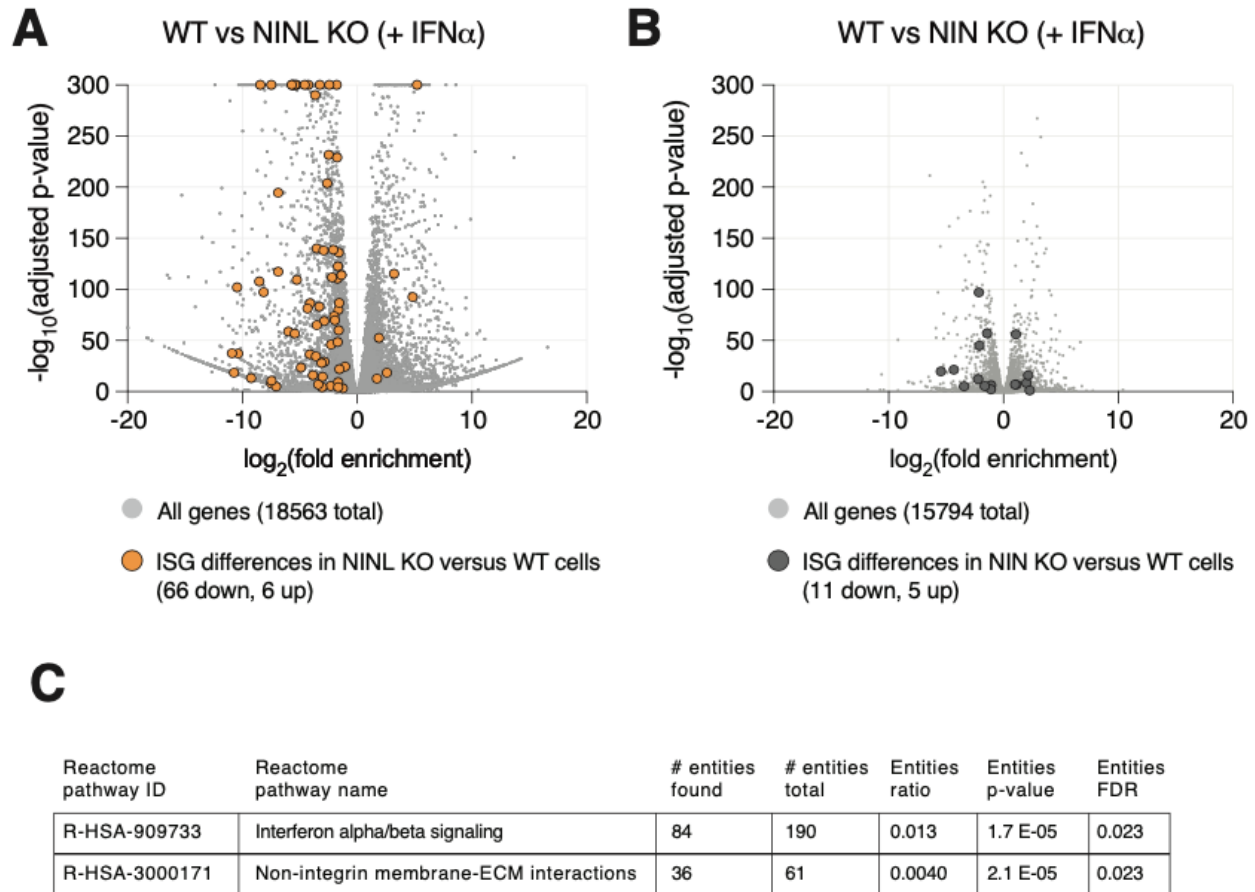 A
WT vs NINL KO (+ IFNα)
-log10(adjusted p-value)
300
250
200
150
100
50
0
-20
-10
0
10
20
log2(fold enrichment)
All genes (18563 total)
ISG differences in NINL KO versus WT cells
(66 down, 6 up)
B
WT vs NIN KO (+ IFNα)
-log10(adjusted p-value)
300
250
200
150
100
50
0
-20
-10
0
10
20
log2(fold enrichment)
All genes (15794 total)
ISG differences in NIN KO versus WT cells
(11 down, 5 up)
C
Reactome pathway ID Reactome pathway name # entities found # entities total Entities ratio Entities p-value Entities FDR
R-HSA-909733 Interferon alpha/beta signaling 84 190 0.013 1.7 E-05 0.023
R-HSA-3000171 Non-integrin membrane-ECM interactions 36 61 0.0040 2.1 E-05 0.023